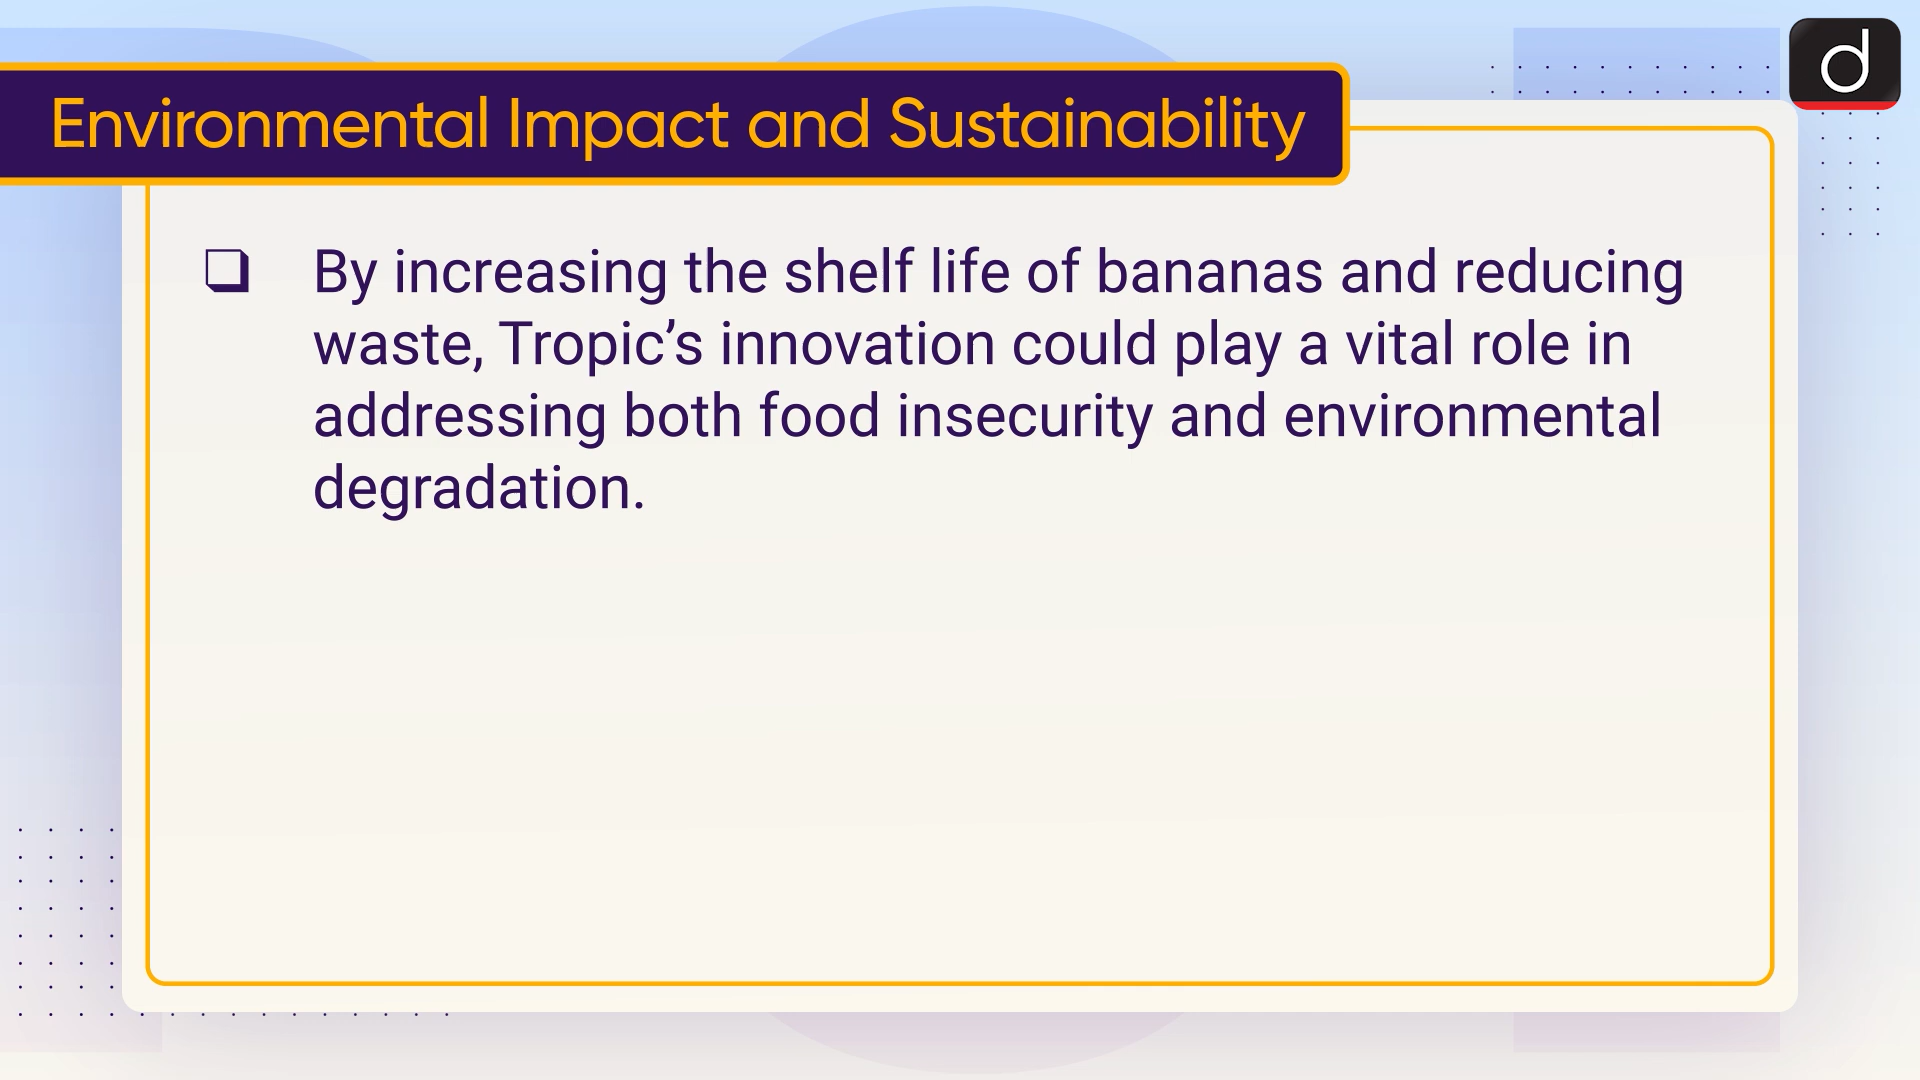 Environmental Impact and Sustainability
d
❑ By increasing the shelf life of bananas and reducing
waste, Tropic’s innovation could play a vital role in
addressing both food insecurity and environmental
degradation.